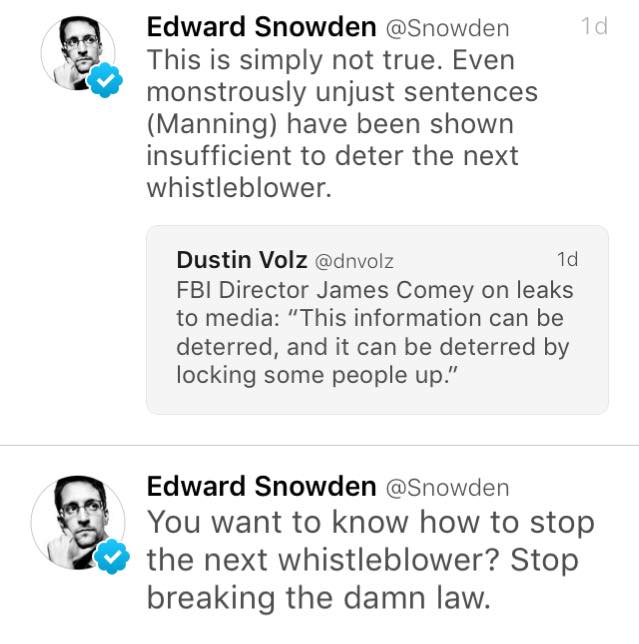 Edward Snowden @Snowden 1d
This is simply not true. Even
monstrously unjust sentences
(Manning) have been shown
insufficient to deter the next
whistleblower.
Dustin Volz @dnvolz 1d
FBI Director James Comey on leaks
to media: “This information can be
deterred, and it can be deterred by
locking some people up.”
Edward Snowden @Snowden
You want to know how to stop
the next whistleblower? Stop
breaking the damn law.